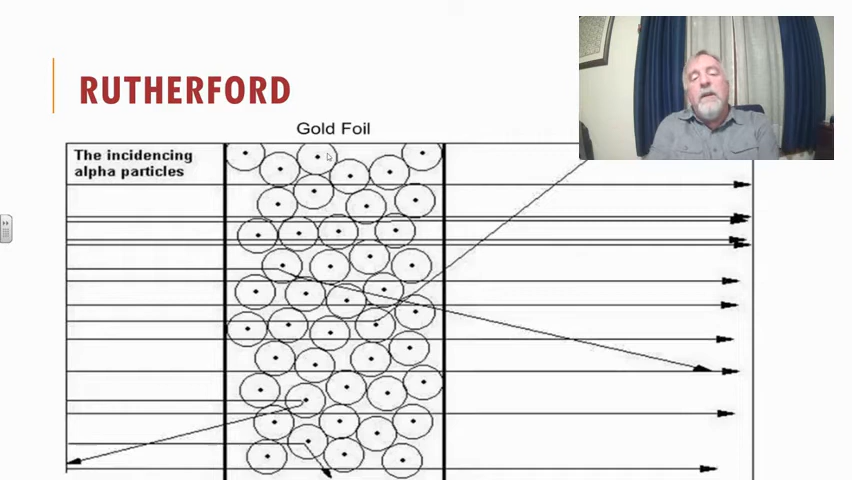 RUTHERFORD
Gold Foil
The incidencing
alpha particles